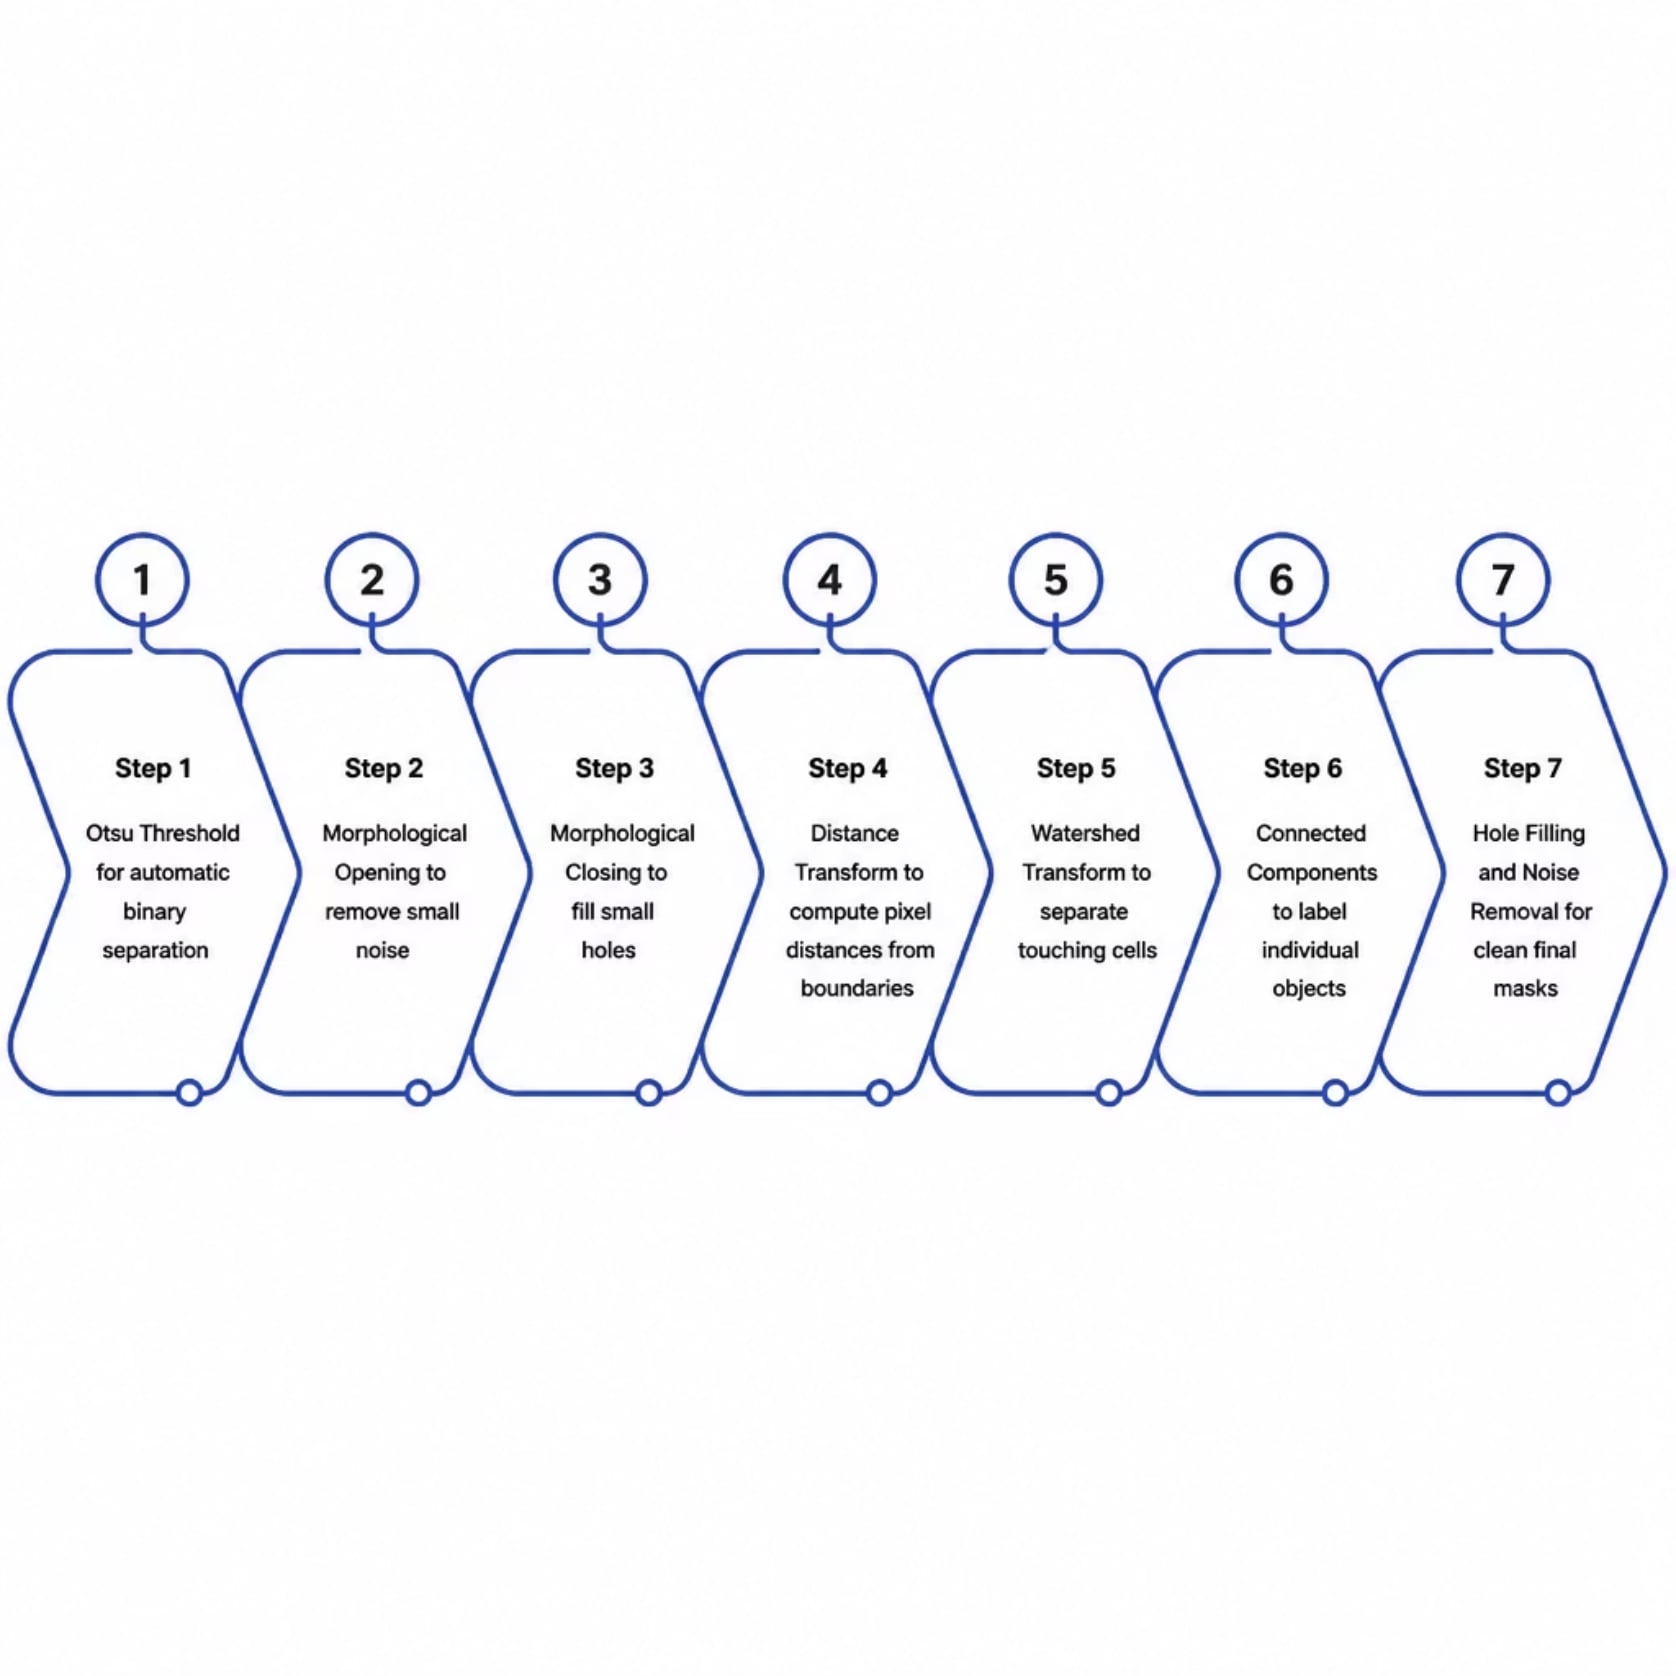 1
2
3
4
5
6
7
Step 1
Otsu Threshold
for automatic
binary
separation
Step 2
Morphological
Opening to
remove small
noise
Step 3
Morphological
Closing to
fill small
holes
Step 4
Distance
Transform to
compute pixel
distances from
boundaries
Step 5
Watershed
Transform to
separate
touching cells
Step 6
Connected
Components
to label
individual
objects
Step 7
Hole Filling
and Noise
Removal for
clean final
masks